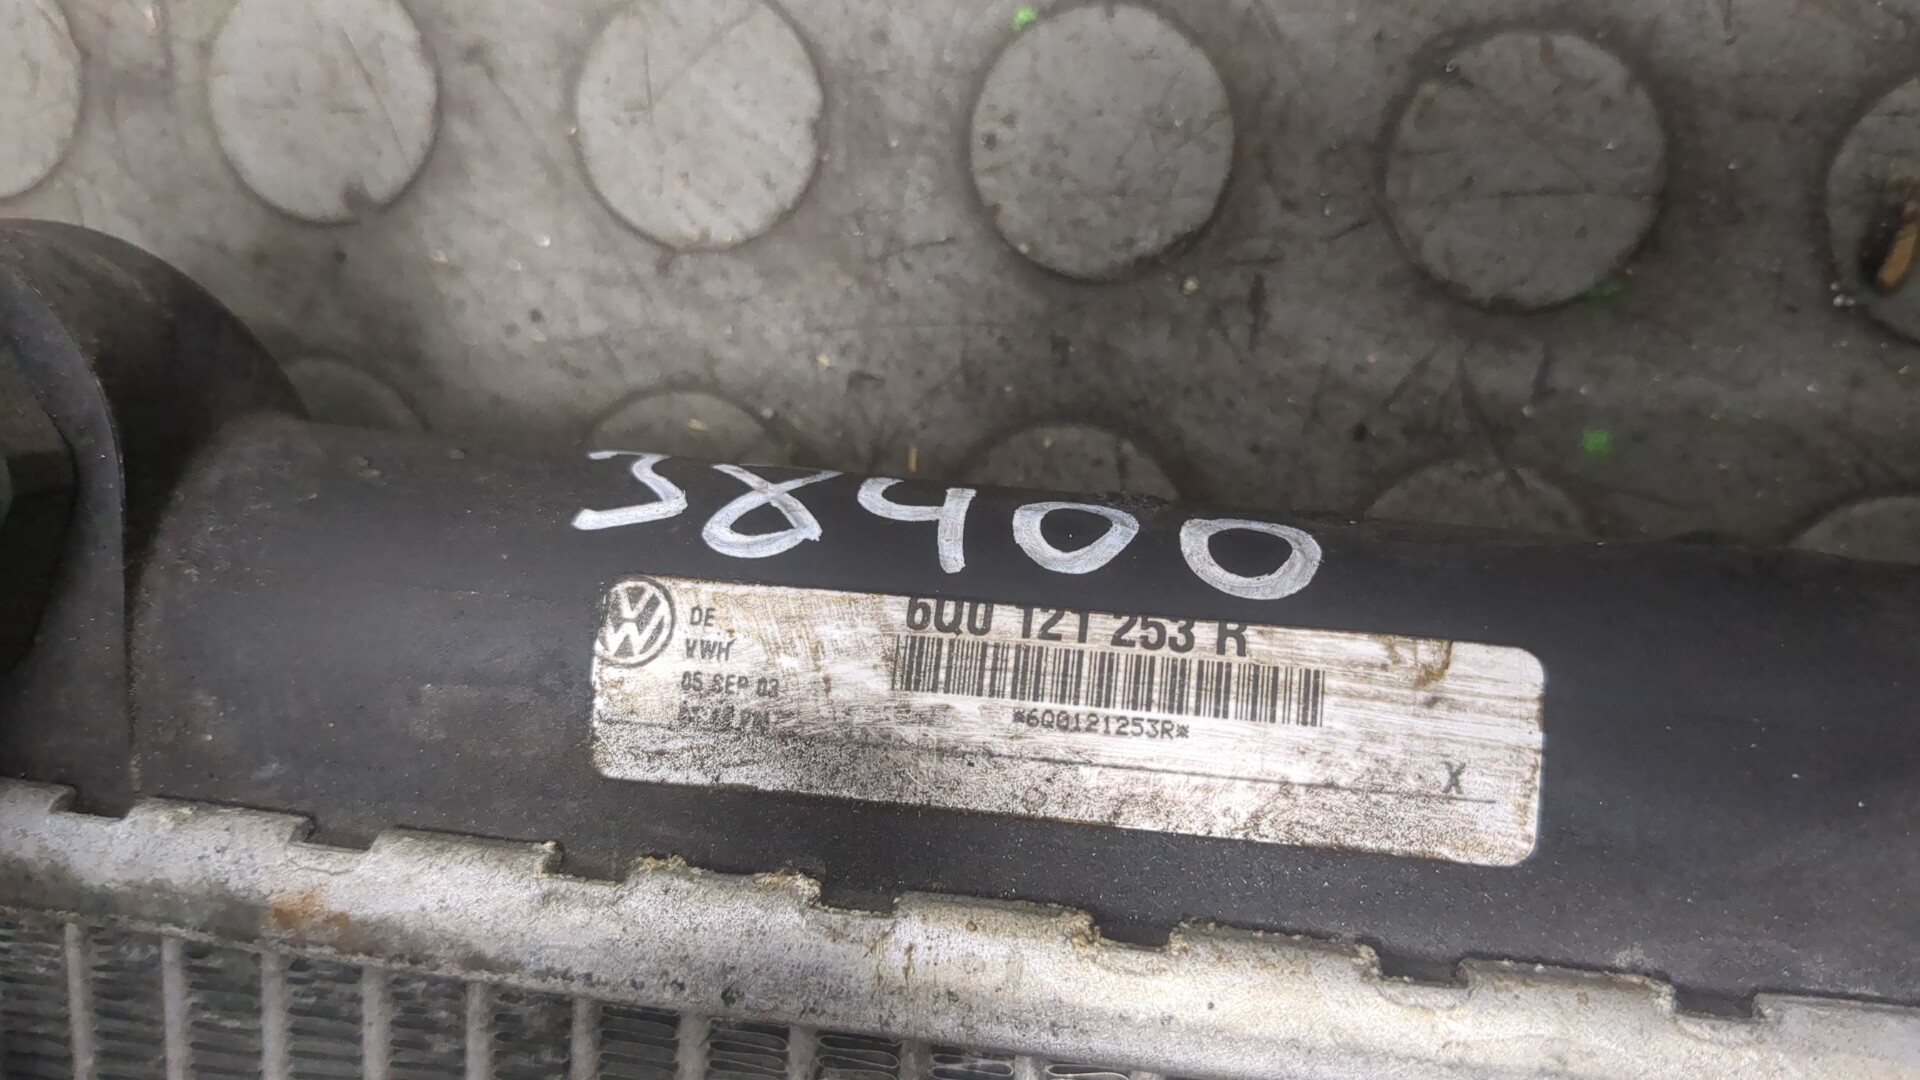 38400
DE
VWH
05 SEP 03
6Q0 121 253 R
*6Q0121253R*
X